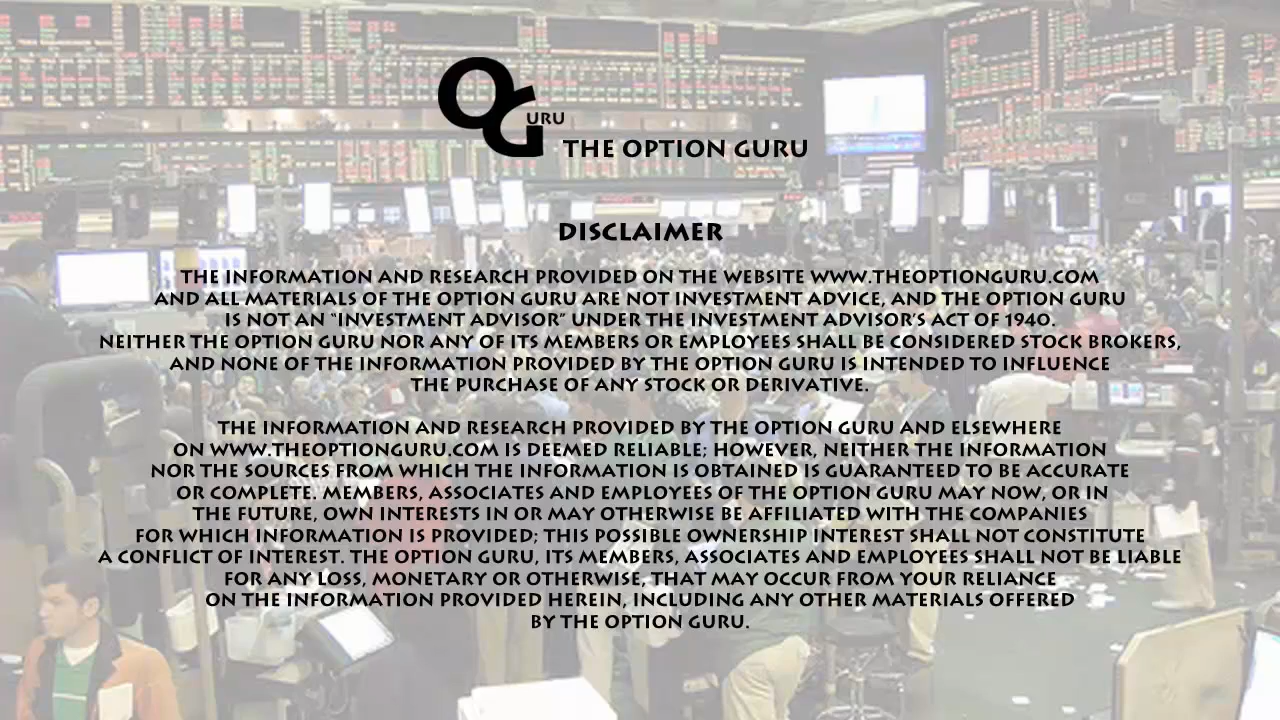 OG URU
THE OPTION GURU
DISCLAIMER
THE INFORMATION AND RESEARCH PROVIDED ON THE WEBSITE WWW.THEOPTIONGURU.COM
AND ALL MATERIALS OF THE OPTION GURU ARE NOT INVESTMENT ADVICE, AND THE OPTION GURU
IS NOT AN “INVESTMENT ADVISOR” UNDER THE INVESTMENT ADVISOR’S ACT OF 1940.
NEITHER THE OPTION GURU NOR ANY OF ITS MEMBERS OR EMPLOYEES SHALL BE CONSIDERED STOCK BROKERS,
AND NONE OF THE INFORMATION PROVIDED BY THE OPTION GURU IS INTENDED TO INFLUENCE
THE PURCHASE OF ANY STOCK OR DERIVATIVE.
THE INFORMATION AND RESEARCH PROVIDED BY THE OPTION GURU AND ELSEWHERE
ON WWW.THEOPTIONGURU.COM IS DEEMED RELIABLE; HOWEVER, NEITHER THE INFORMATION
NOR THE SOURCES FROM WHICH THE INFORMATION IS OBTAINED IS GUARANTEED TO BE ACCURATE
OR COMPLETE. MEMBERS, ASSOCIATES AND EMPLOYEES OF THE OPTION GURU MAY NOW, OR IN
THE FUTURE, OWN INTERESTS IN OR MAY OTHERWISE BE AFFILIATED WITH THE COMPANIES
FOR WHICH INFORMATION IS PROVIDED; THIS POSSIBLE OWNERSHIP INTEREST SHALL NOT CONSTITUTE
A CONFLICT OF INTEREST. THE OPTION GURU, ITS MEMBERS, ASSOCIATES AND EMPLOYEES SHALL NOT BE LIABLE
FOR ANY LOSS, MONETARY OR OTHERWISE, THAT MAY OCCUR FROM YOUR RELIANCE
ON THE INFORMATION PROVIDED HEREIN, INCLUDING ANY OTHER MATERIALS OFFERED
BY THE OPTION GURU.